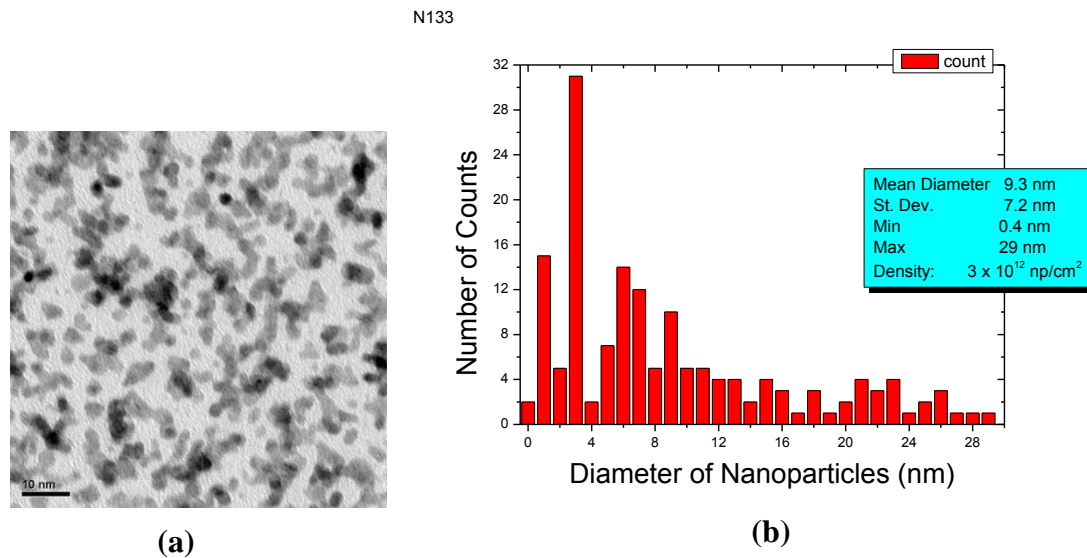 N133
10 nm
(a)
count
Number of Counts
32
28
24
20
16
12
8
4
0
0 4 8 12 16 20 24 28
Diameter of Nanoparticles (nm)
Mean Diameter 9.3 nm
St. Dev. 7.2 nm
Min 0.4 nm
Max 29 nm
Density: 3 x 10¹² np/cm²
(b)